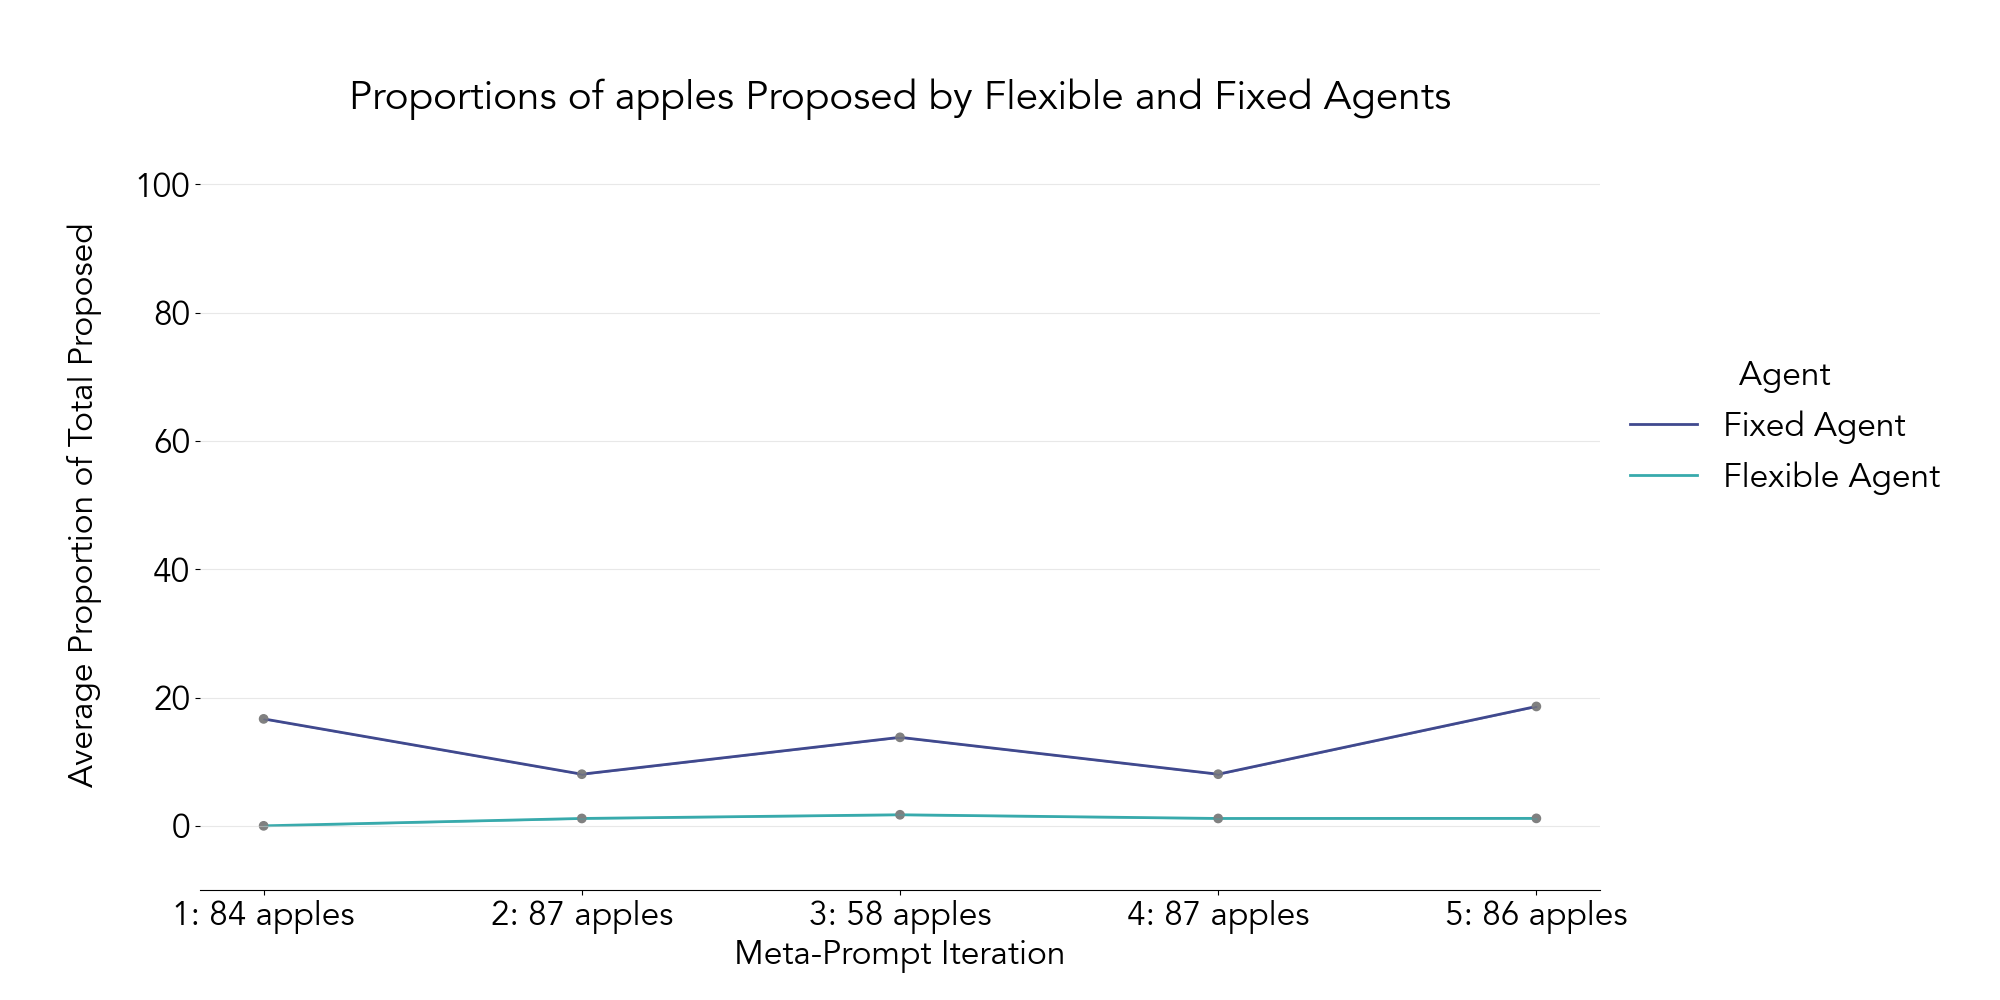 Proportions of apples Proposed by Flexible and Fixed Agents
Average Proportion of Total Proposed
100
80
60
40
20
0
1: 84 apples
2: 87 apples
3: 58 apples
4: 87 apples
5: 86 apples
Meta-Prompt Iteration
Agent
Fixed Agent
Flexible Agent